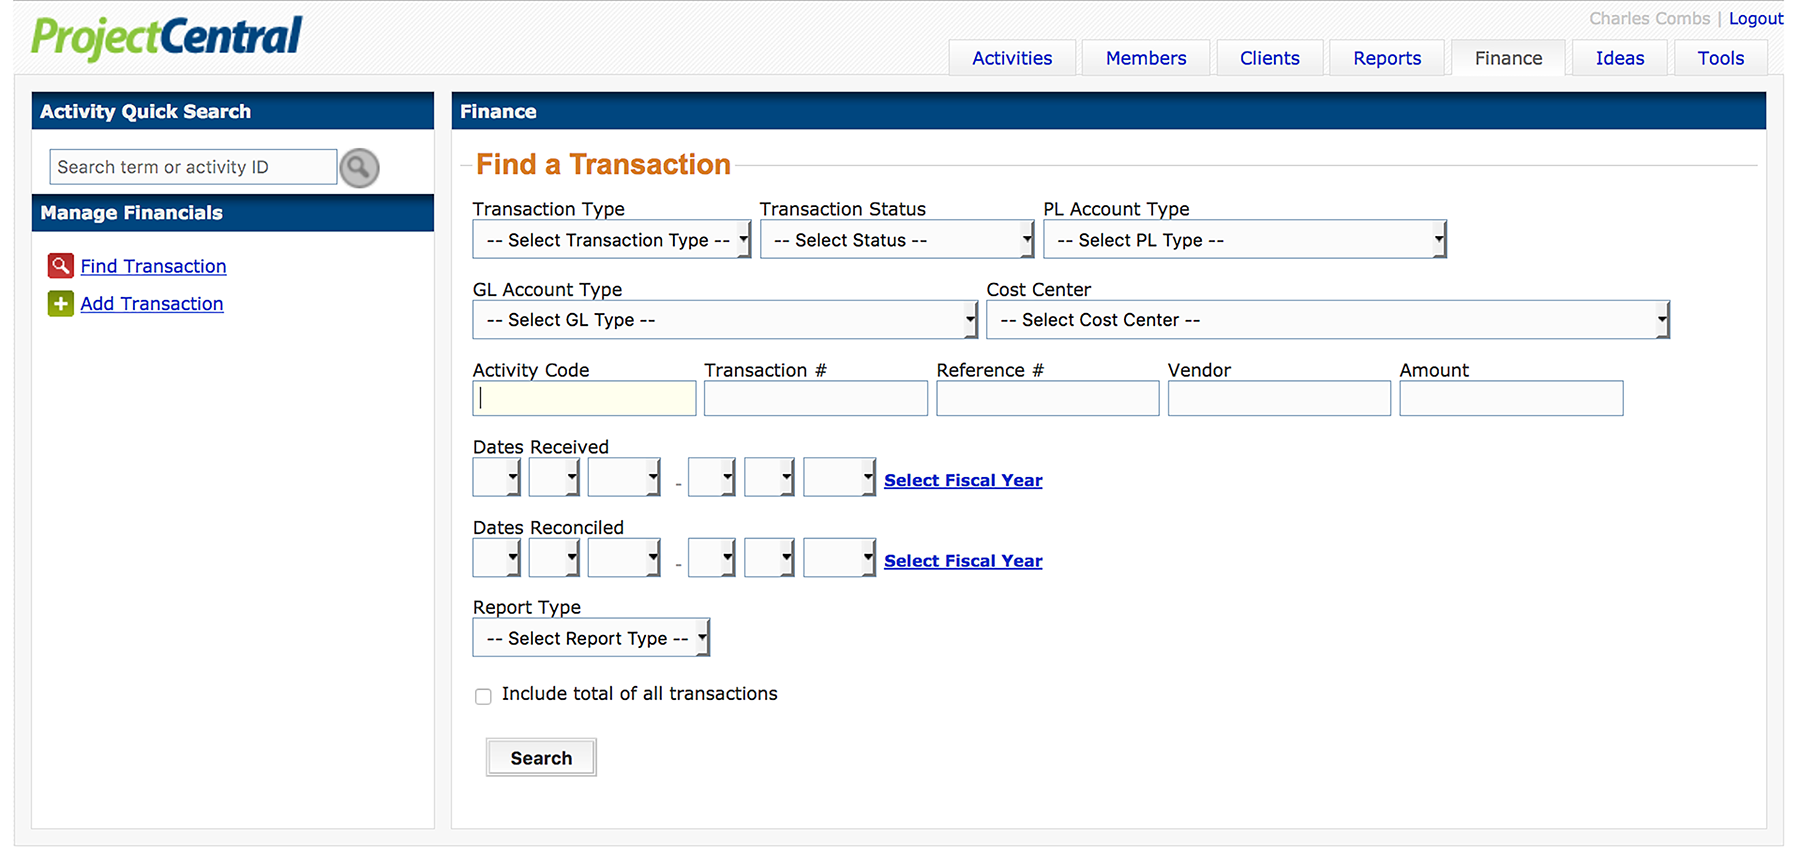 ProjectCentral
Charles Combs | Logout
Activities Members Clients Reports Finance Ideas Tools
Activity Quick Search
Search term or activity ID
Manage Financials
Find Transaction
Add Transaction
Finance
Find a Transaction
Transaction Type Transaction Status PL Account Type
-- Select Transaction Type -- -- Select Status -- -- Select PL Type --
GL Account Type Cost Center
-- Select GL Type -- -- Select Cost Center --
Activity Code Transaction # Reference # Vendor Amount
Dates Received
- Select Fiscal Year
Dates Reconciled
- Select Fiscal Year
Report Type
-- Select Report Type --
Include total of all transactions
Search